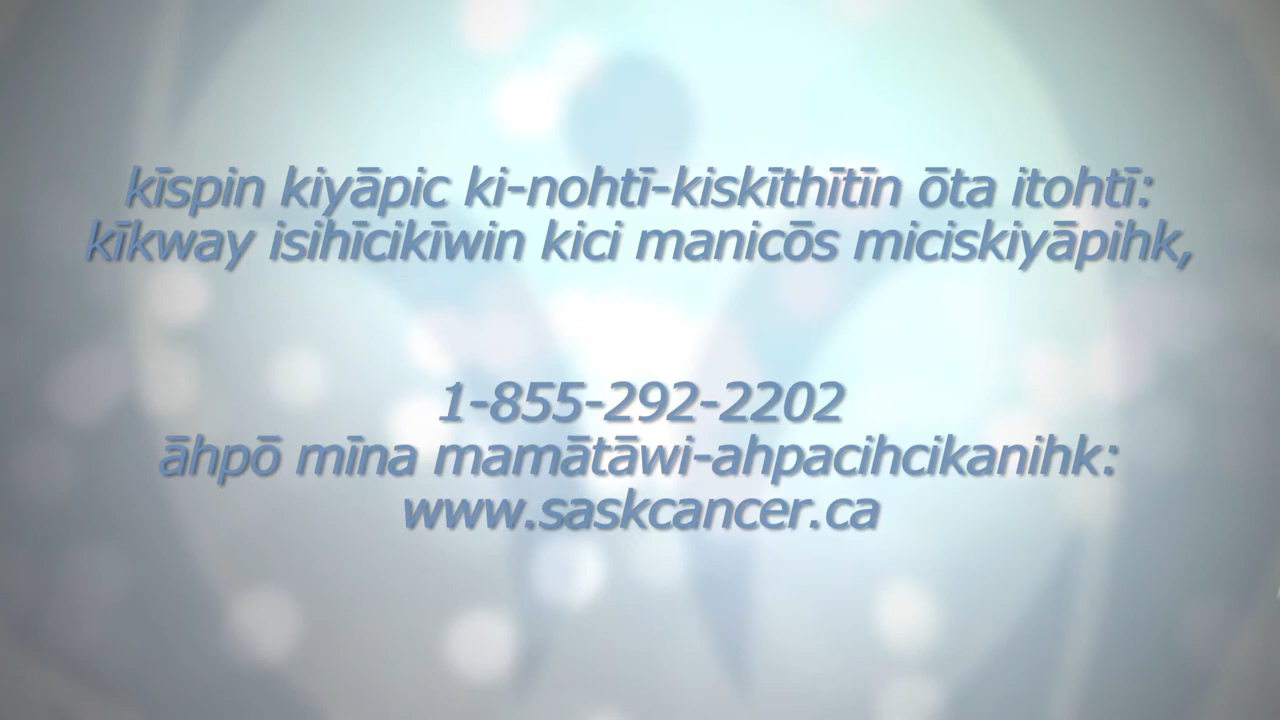 kīspin kiyāpic ki-nohtī-kiskīthītīn ōta itohtī:
kīkway isihīcikīwin kici manicōs miciskiyāpihk,
1-855-292-2202
āhpō mīna mamātāwi-ahpacihcikanihk:
www.saskcancer.ca